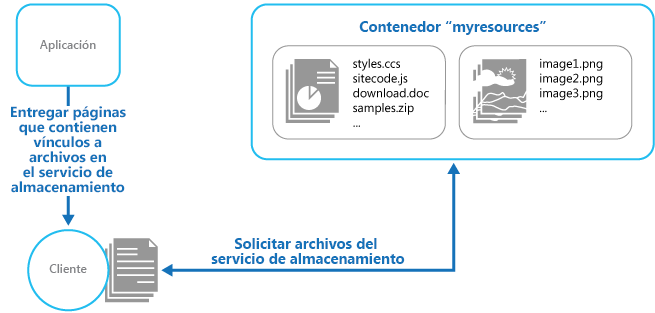 Aplicación
Entregar páginas
que contienen
vínculos a
archivos en
el servicio de
almacenamiento
Cliente
Solicitar archivos del
servicio de almacenamiento
Contenedor “myresources”
styles.ccs
sitecode.js
download.doc
samples.zip
...
image1.png
image2.png
image3.png
...